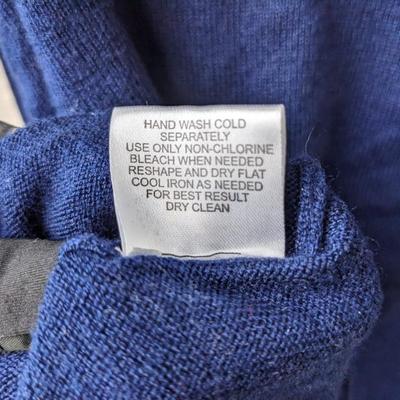 HAND WASH COLD
SEPARATELY
USE ONLY NON-CHLORINE
BLEACH WHEN NEEDED
RESHAPE AND DRY FLAT
COOL IRON AS NEEDED
FOR BEST RESULT
DRY CLEAN